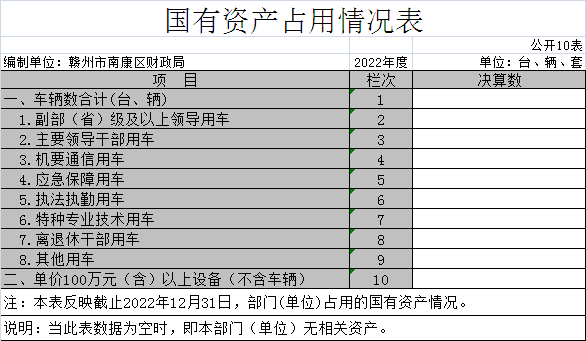 国有资产占用情况表
公开10表
编制单位：赣州市南康区财政局 2022年度 单位：台、辆、套
项 目 栏次 决算数
一、车辆数合计(台、辆) 1
1.副部（省）级及以上领导用车 2
2.主要领导干部用车 3
3.机要通信用车 4
4.应急保障用车 5
5.执法执勤用车 6
6.特种专业技术用车 7
7.离退休干部用车 8
8.其他用车 9
二、单价100万元（含）以上设备（不含车辆） 10
注：本表反映截止2022年12月31日，部门(单位)占用的国有资产情况。
说明：当此表数据为空时，即本部门（单位）无相关资产。